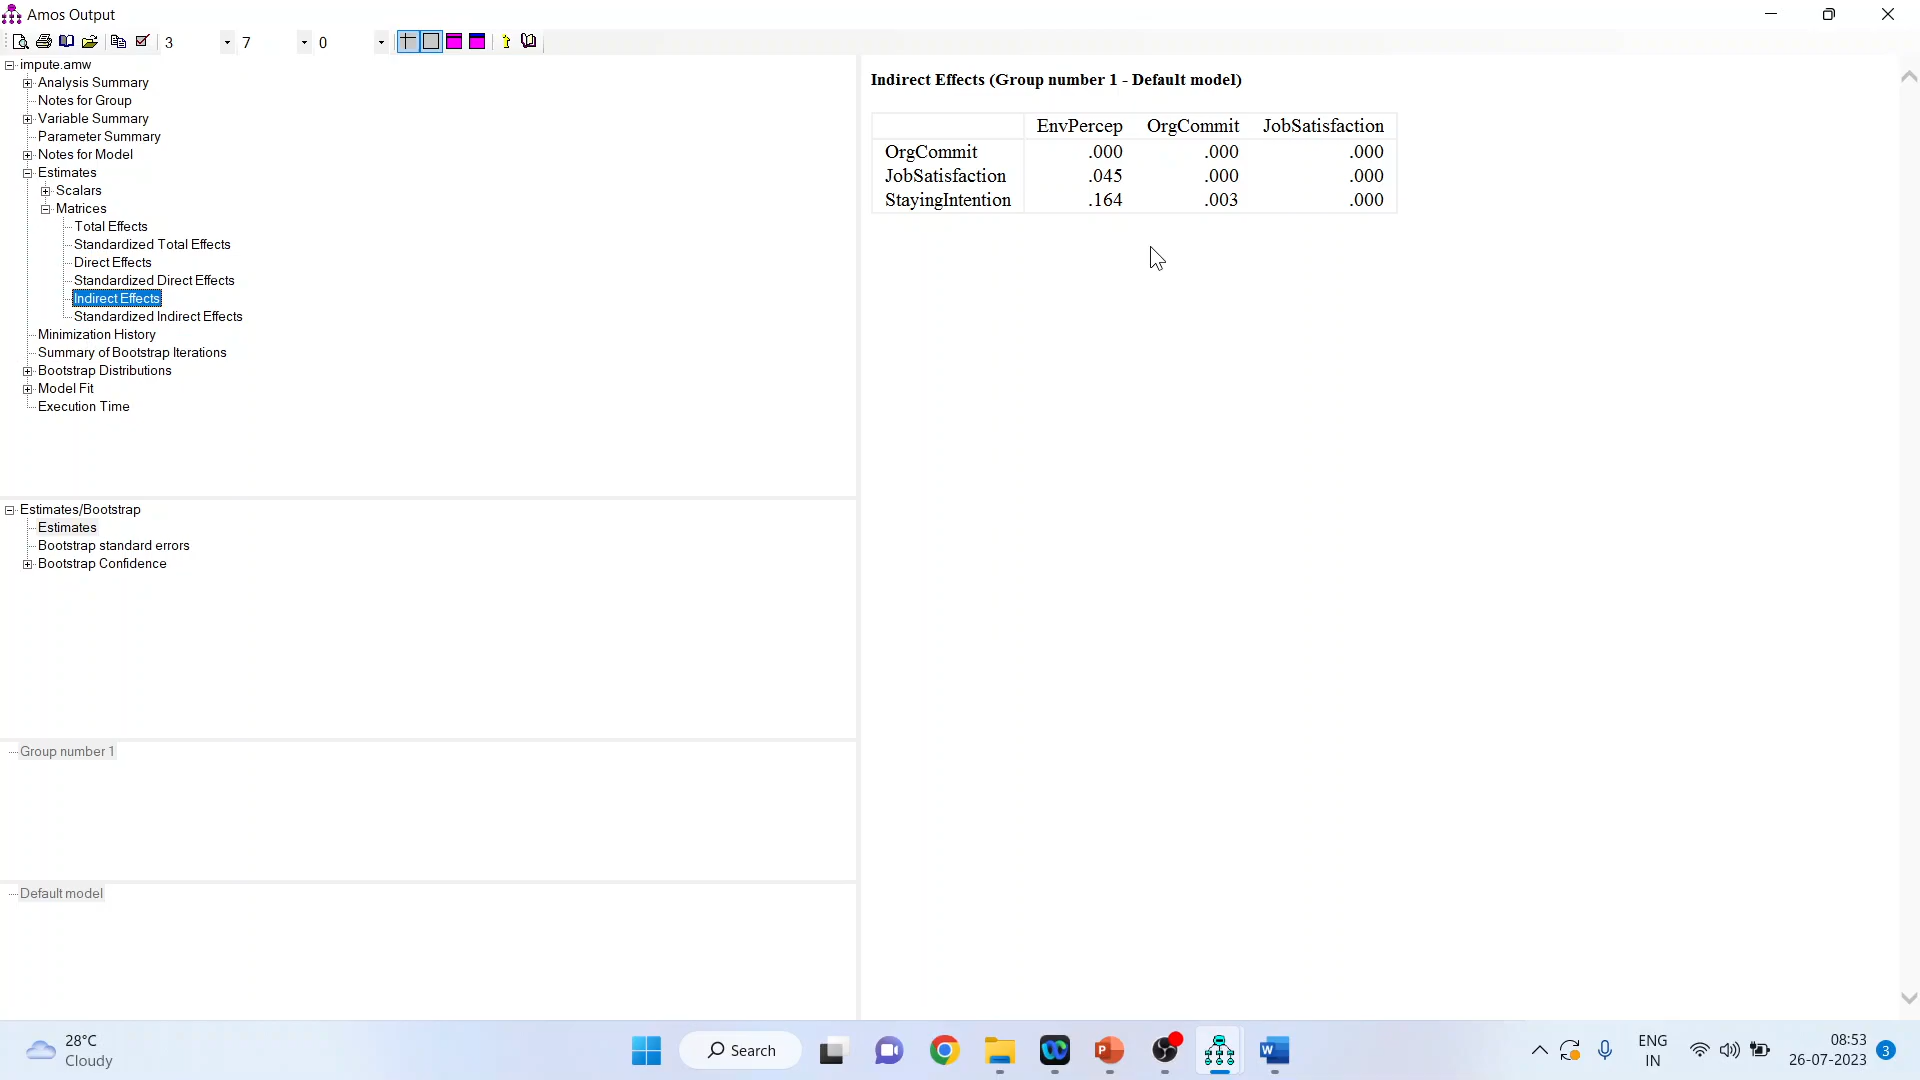 Amos Output
3 7 0
impute.amw
Analysis Summary
Notes for Group
Variable Summary
Parameter Summary
Notes for Model
Estimates
Scalars
Matrices
Total Effects
Standardized Total Effects
Direct Effects
Standardized Direct Effects
Indirect Effects
Standardized Indirect Effects
Minimization History
Summary of Bootstrap Iterations
Bootstrap Distributions
Model Fit
Execution Time
Estimates/Bootstrap
Estimates
Bootstrap standard errors
Bootstrap Confidence
Group number 1
Default model
Indirect Effects (Group number 1 - Default model)
EnvPercep OrgCommit JobSatisfaction
OrgCommit .000 .000 .000
JobSatisfaction .045 .000 .000
StayingIntention .164 .003 .000
28°C
Cloudy
Search
ENG
IN
08:53
26-07-2023
3